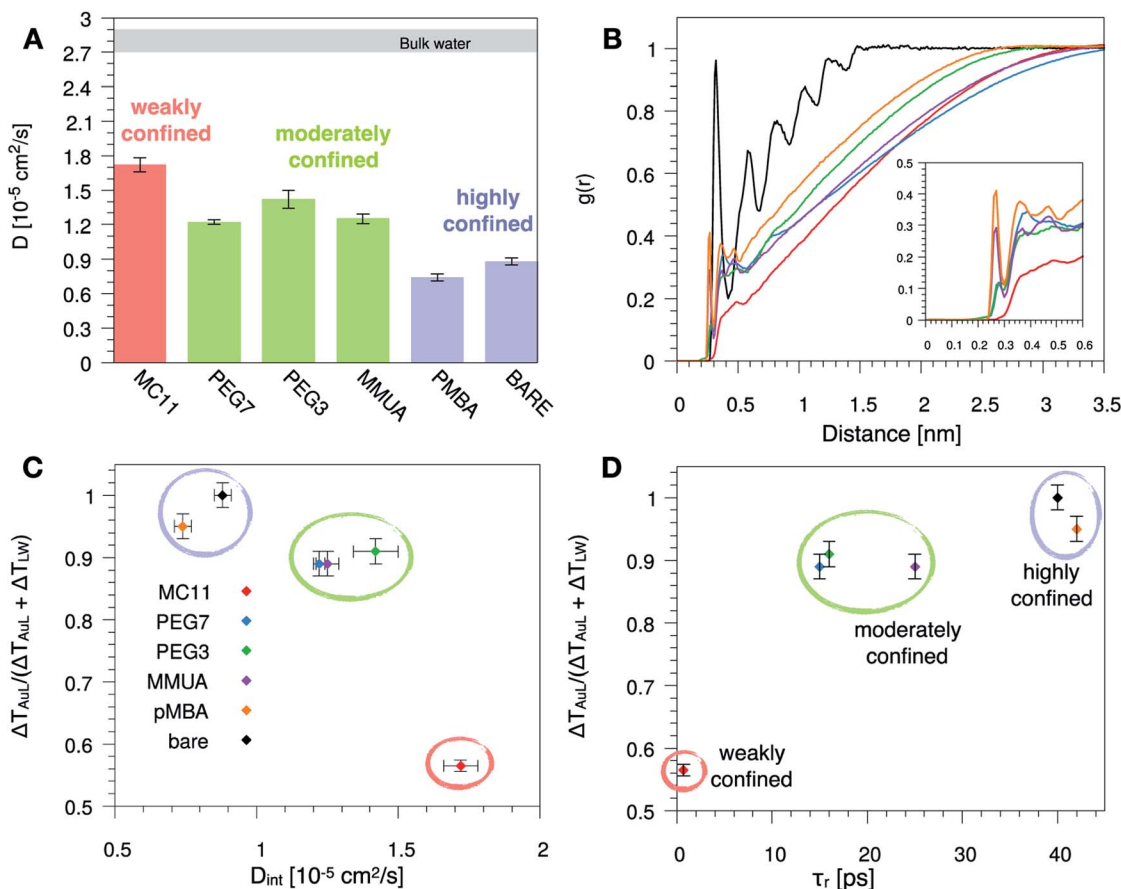 A
3
2.7
2.4
2.1
1.8
1.5
1.2
0.9
0.6
0.3
0
D [10⁻⁵ cm²/s]
Bulk water
weakly
confined
moderately
confined
highly
confined
MC11
PEG7
PEG3
MMUA
PMBA
BARE
B
1
0.8
0.6
0.4
0.2
0
g(r)
0.5
0.4
0.3
0.2
0.1
0
0 0.1 0.2 0.3 0.4 0.5 0.6
0 0.5 1 1.5 2 2.5 3 3.5
Distance [nm]
C
1
0.9
0.8
0.7
0.6
0.5
ΔT_AuL/(ΔT_AuL + ΔT_Lw)
MC11
PEG7
PEG3
MMUA
pMBA
bare
0.5 1 1.5 2
D_int [10⁻⁵ cm²/s]
D
1
0.9
0.8
0.7
0.6
0.5
ΔT_AuL/(ΔT_AuL + ΔT_Lw)
highly
confined
moderately
confined
weakly
confined
0 10 20 30 40
τ_r [ps]